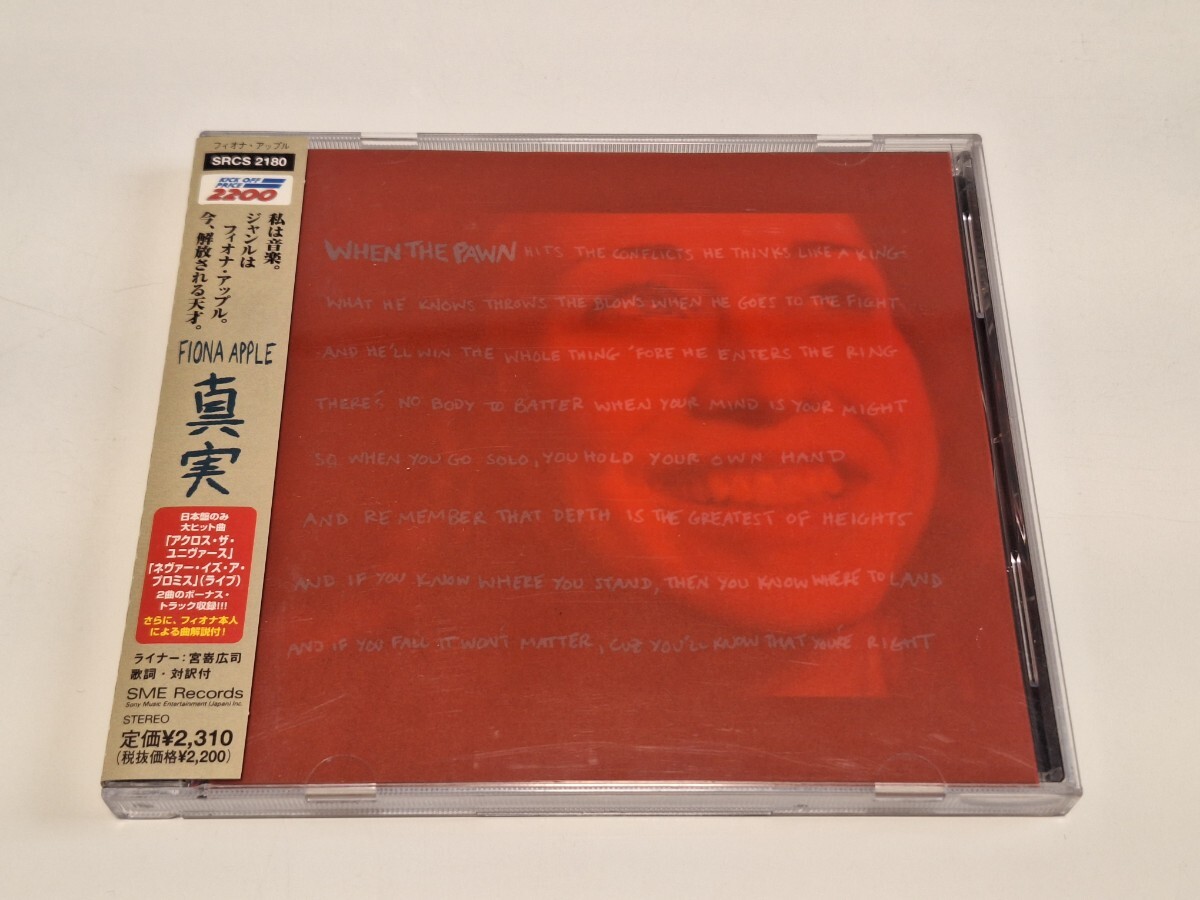 フィオナ・アップル
SRCS 2180
KICK OFF
PRICE
2200
私は音楽。
ジャンルは
フィオナ・アップル。
今、解放される天才。
FIONA APPLE
真実
日本盤のみ
大ヒット曲
「アクロス・ザ・
ユニヴァース」
「ネヴァー・イズ・ア・
プロミス」(ライブ)
2曲のボーナス・
トラック収録!!!
さらに、フィオナ本人
による曲解説付!
ライナー:宮嵜広司
歌詞・対訳付
SME Records
Sony Music Entertainment (Japan) Inc.
STEREO
定価¥2,310
(税抜価格¥2,200)
WHEN THE PAWN HITS THE CONFLICTS HE THINKS LIKE A KING
WHAT HE KNOWS THROWS THE BLOWS WHEN HE GOES TO THE FIGHT
AND HE'LL WIN THE WHOLE THING 'FORE HE ENTERS THE RING
THERE'S NO BODY TO BATTER WHEN YOUR MIND IS YOUR MIGHT
SO WHEN YOU GO SOLO, YOU HOLD YOUR OWN HAND
AND REMEMBER THAT DEPTH IS THE GREATEST OF HEIGHTS
AND IF YOU KNOW WHERE YOU STAND, THEN YOU KNOW WHERE TO LAND
AND IF YOU FALL IT WON'T MATTER, CUZ YOU'LL KNOW THAT YOU'RE RIGHT